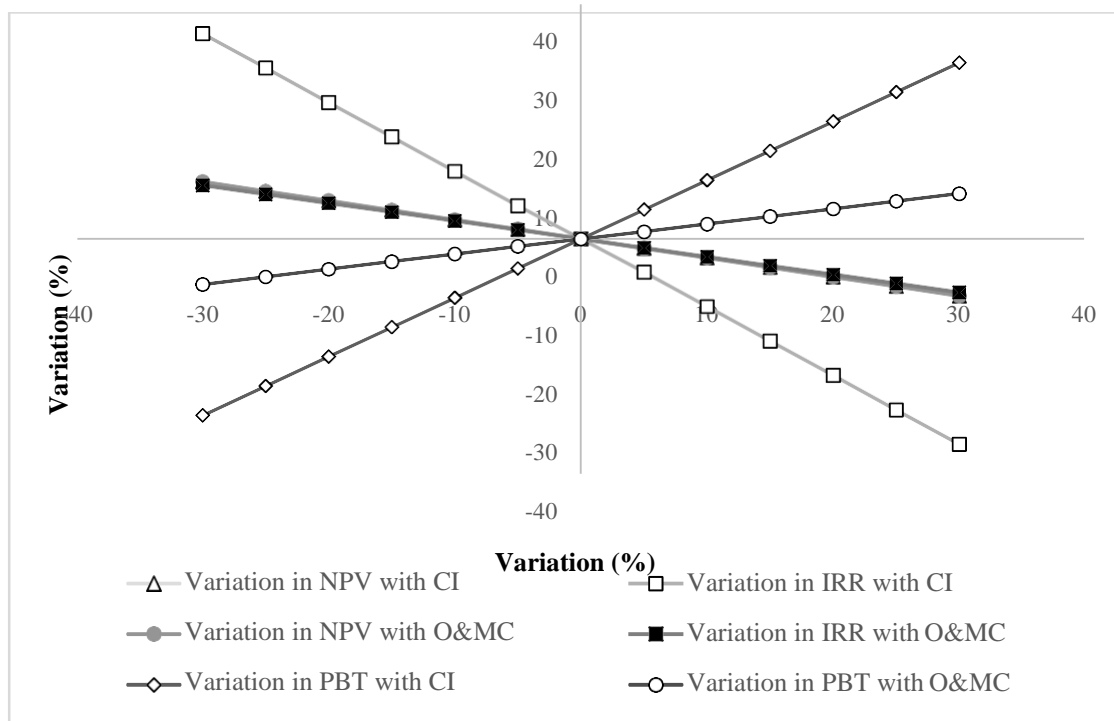 40
30
20
10
0
-10
-20
-30
-40
Variation (%)
-40 -30 -20 -10 0 10 20 30 40
Variation (%)
Variation in NPV with CI
Variation in IRR with CI
Variation in NPV with O&MC
Variation in IRR with O&MC
Variation in PBT with CI
Variation in PBT with O&MC